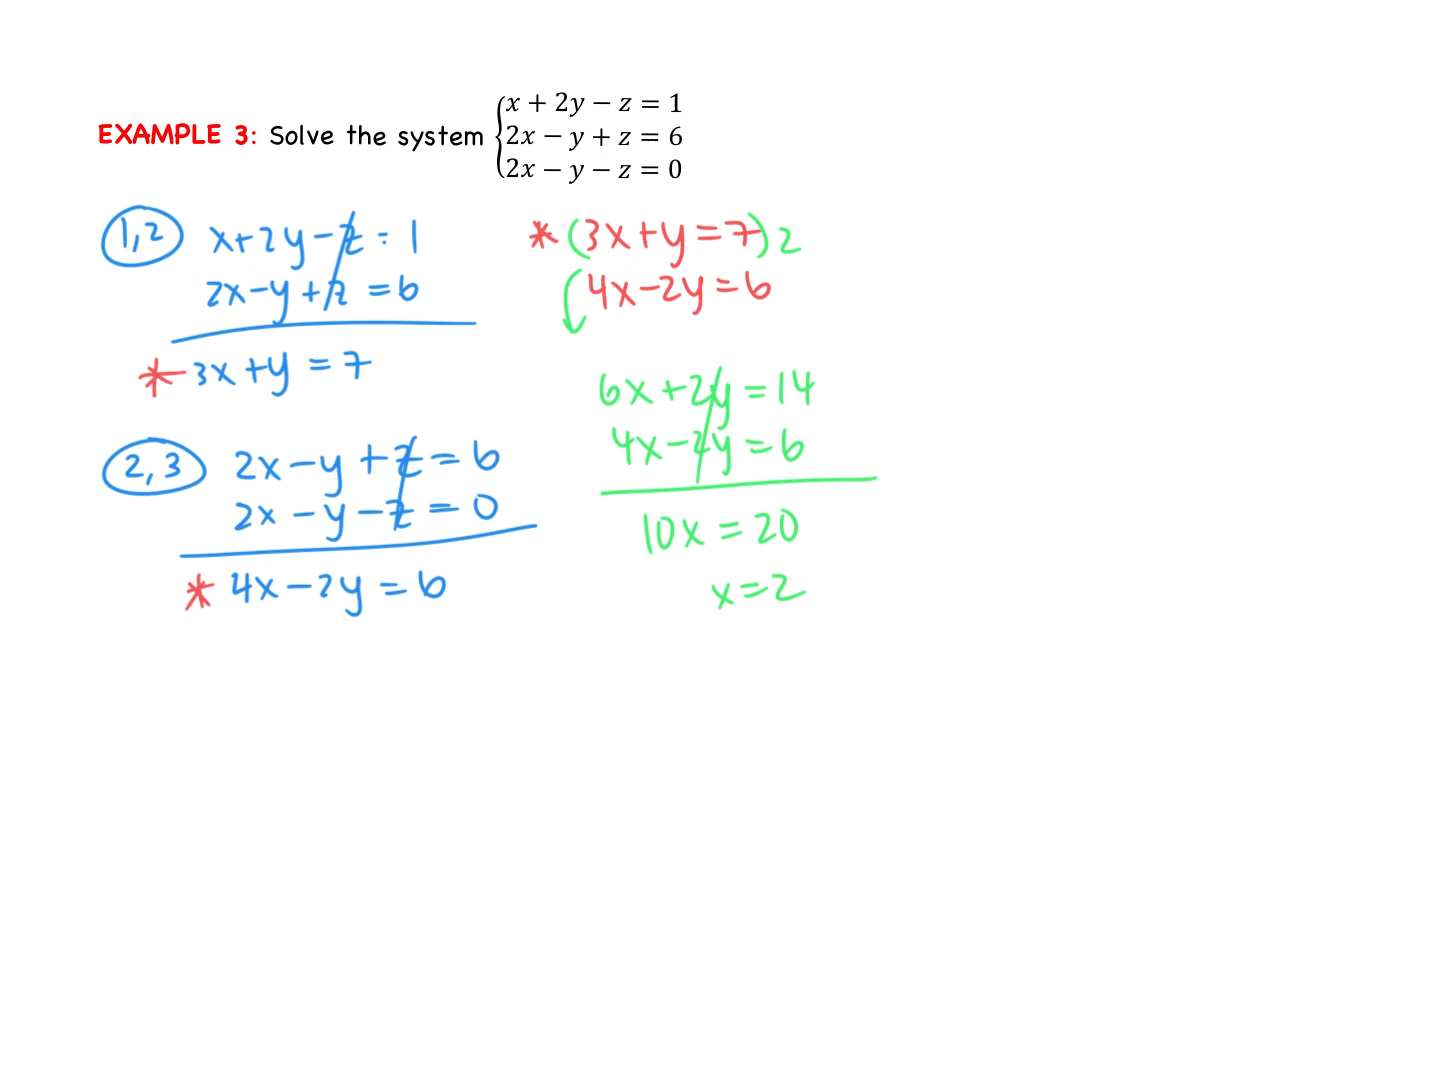 EXAMPLE 3: Solve the system
x + 2y − z = 1
2x − y + z = 6
2x − y − z = 0
1,2
x+2y-z = 1
2x-y+z = 6
* 3x+y = 7
2,3
2x-y+z = 6
2x-y-z = 0
* 4x-2y = 6
* (3x+y=7)2
4x-2y=6
6x+2y=14
4x-2y=6
10x=20
x=2